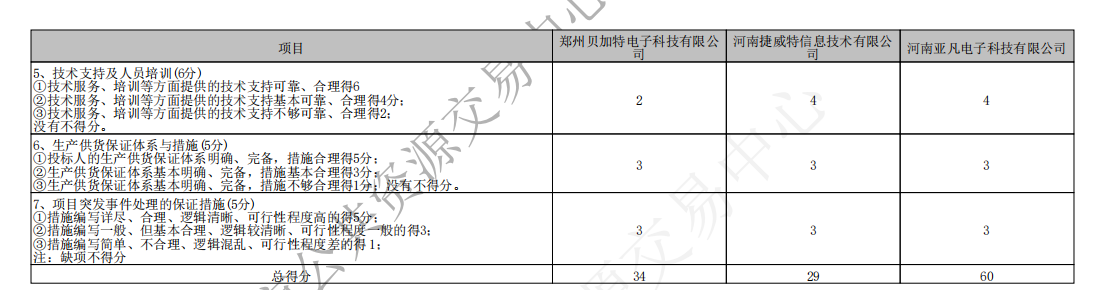 项目
郑州贝加特电子科技有限公
司
河南捷威特信息技术有限公
司
河南亚凡电子科技有限公司
5、技术支持及人员培训(6分)
①技术服务、培训等方面提供的技术支持可靠、合理得6
②技术服务、培训等方面提供的技术支持基本可靠、合理得4分;
③技术服务、培训等方面提供的技术支持不够可靠、合理得2;
没有不得分。
2
4
4
6、生产供货保证体系与措施(5分)
①投标人的生产供货保证体系明确、完备，措施合理得5分;
②生产供货保证体系基本明确、完备，措施基本合理得3分;
③生产供货保证体系基本明确、完备，措施不够合理得1分; 没有不得分。
3
3
3
7、项目突发事件处理的保证措施(5分)
①措施编写详尽、合理、逻辑清晰、可行性程度高的得5分;
②措施编写一般、但基本合理、逻辑较清晰、可行性程度一般的得3;
③措施编写简单、不合理、逻辑混乱、可行性程度差的得1;
注: 缺项不得分
3
3
3
总得分
34
29
60
公共资源交易中心
源交易中心